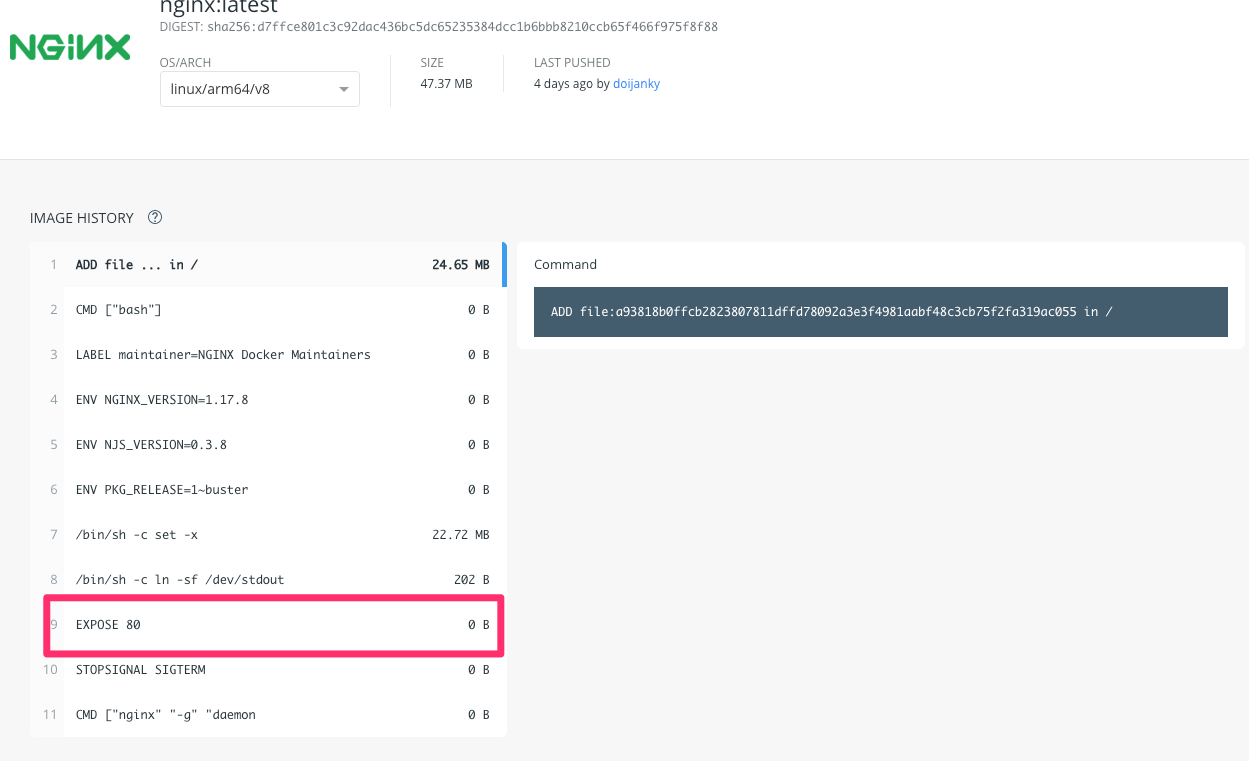 nginx:latest
DIGEST: sha256:d7ffce801c3c92dac436bc5dc65235384dcc1b6bbb8210ccb65f466f975f8f88
NGINX
OS/ARCH
SIZE
LAST PUSHED
linux/arm64/v8
47.37 MB
4 days ago by doijanky
IMAGE HISTORY ?
1 ADD file ... in / 24.65 MB
Command
2 CMD ["bash"] 0 B
ADD file:a93818b0ffcb2823807811dffd78092a3e3f4981aabf48c3cb75f2fa319ac055 in /
3 LABEL maintainer=NGINX Docker Maintainers 0 B
4 ENV NGINX_VERSION=1.17.8 0 B
5 ENV NJS_VERSION=0.3.8 0 B
6 ENV PKG_RELEASE=1~buster 0 B
7 /bin/sh -c set -x 22.72 MB
8 /bin/sh -c ln -sf /dev/stdout 202 B
9 EXPOSE 80 0 B
10 STOPSIGNAL SIGTERM 0 B
11 CMD ["nginx" "-g" "daemon 0 B